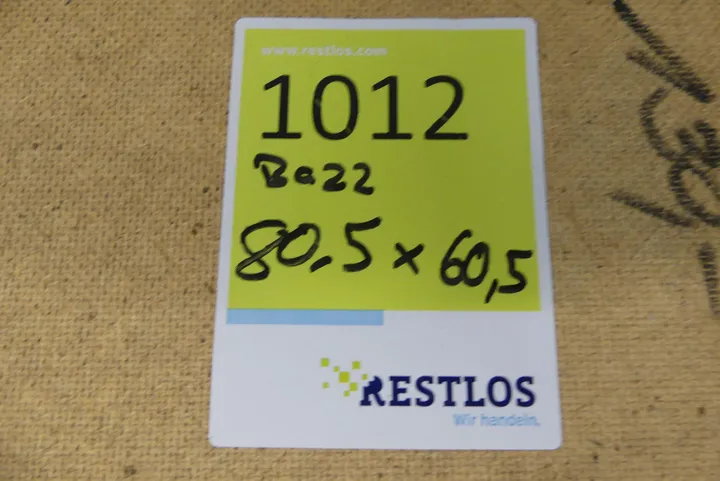 www.restlos.com
1012
Bazz
80,5 x 60,5
RESTLOS
Wir handeln.